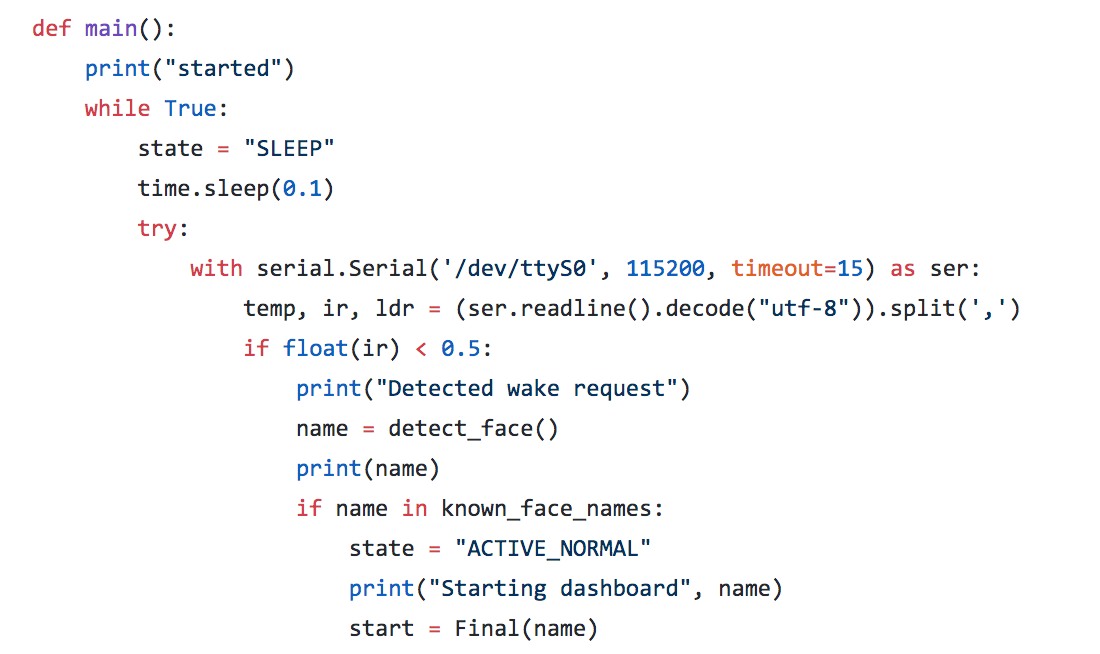 def main():
    print("started")
    while True:
        state = "SLEEP"
        time.sleep(0.1)
        try:
            with serial.Serial('/dev/ttyS0', 115200, timeout=15) as ser:
                temp, ir, ldr = (ser.readline().decode("utf-8")).split(',')
                if float(ir) < 0.5:
                    print("Detected wake request")
                    name = detect_face()
                    print(name)
                    if name in known_face_names:
                        state = "ACTIVE_NORMAL"
                        print("Starting dashboard", name)
                        start = Final(name)